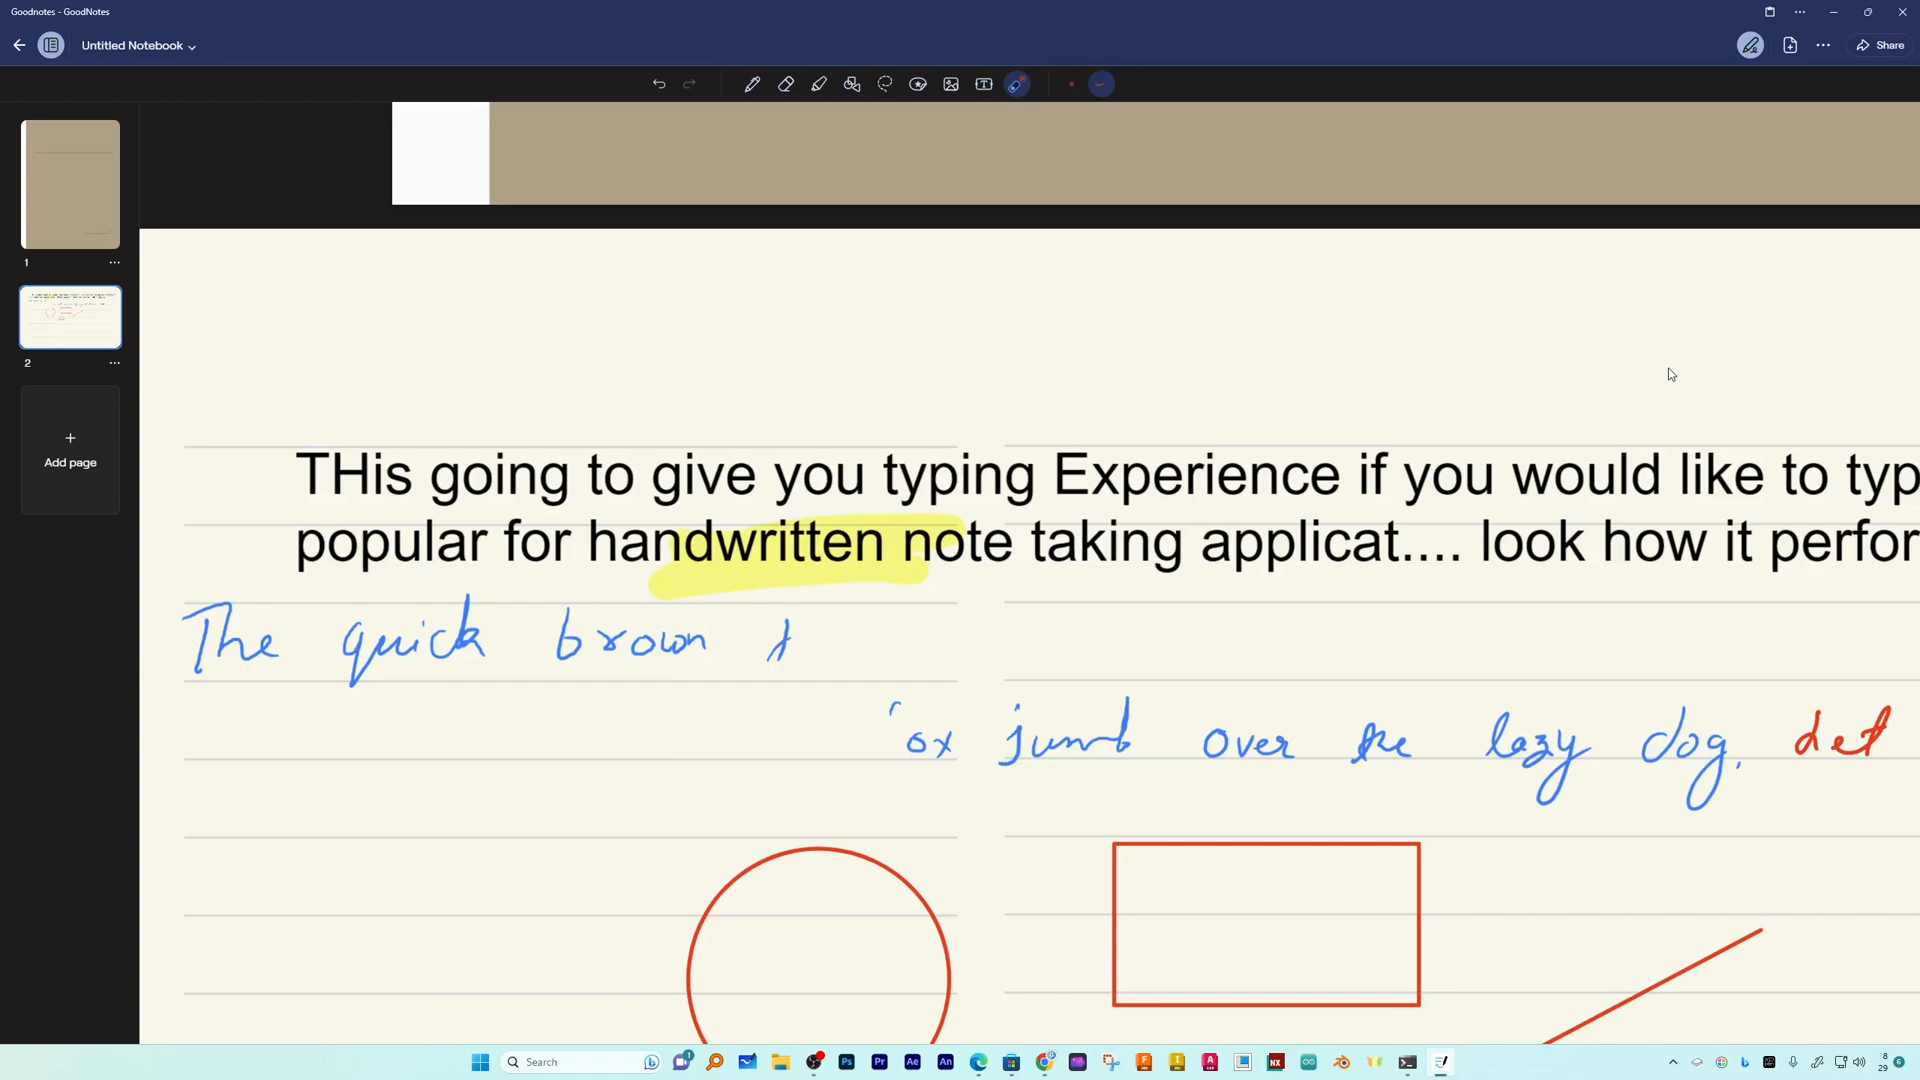 Goodnotes - GoodNotes
Untitled Notebook
Share
1
2
Add page
THis going to give you typing Experience if you would like to typ
popular for handwritten note taking applicat.... look how it perfor
The quick brown f
ox jumb over the lazy dog.
Search
8
29